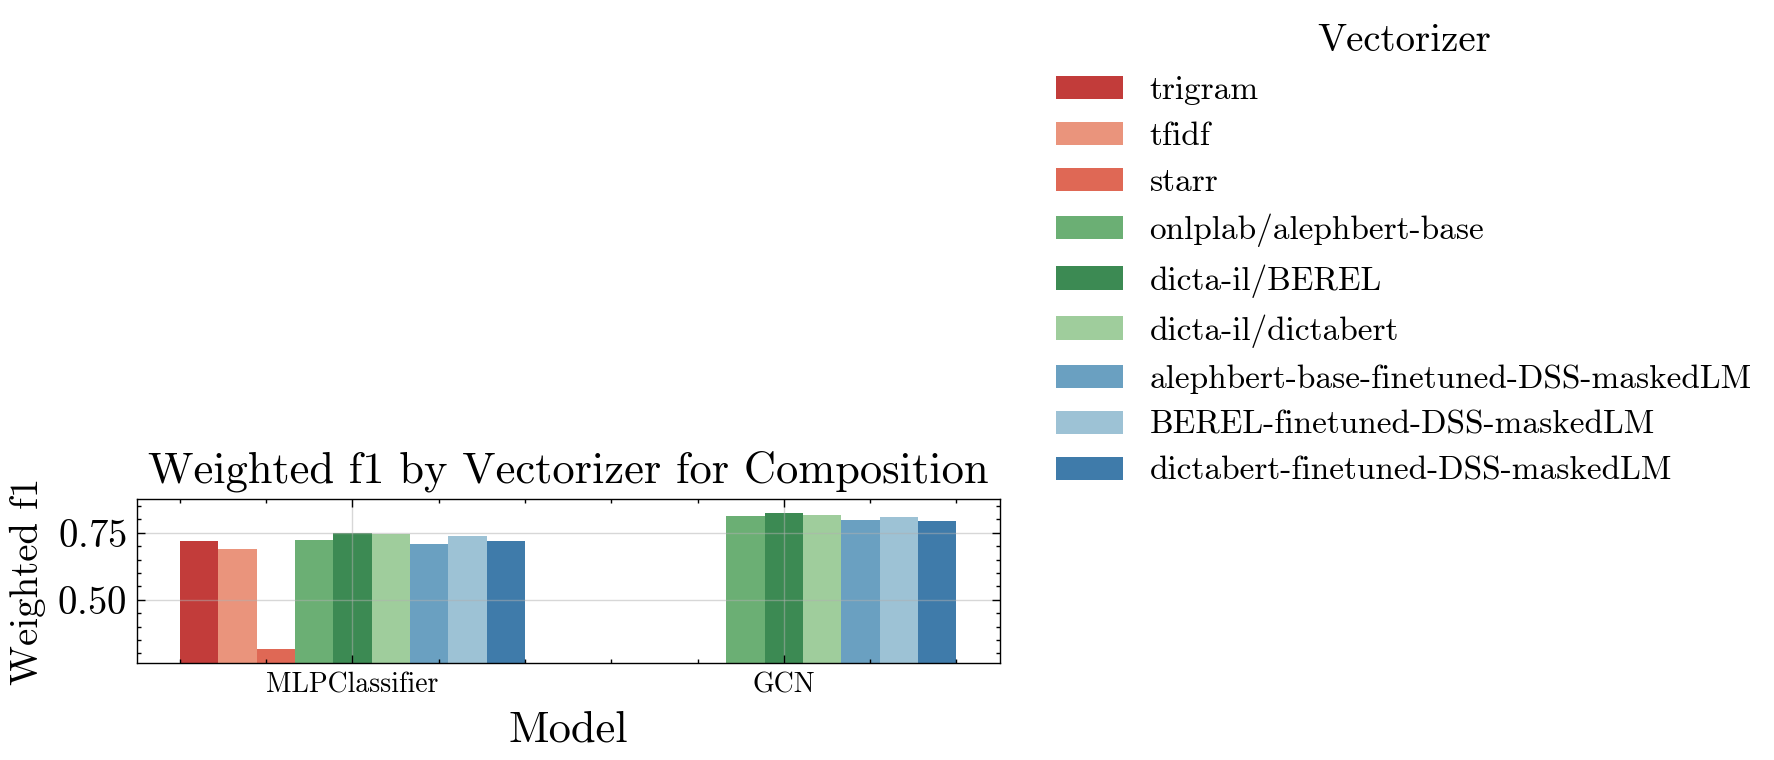 Vectorizer
trigram
tfidf
starr
onlplab/alephbert-base
dicta-il/BEREL
dicta-il/dictabert
alephbert-base-finetuned-DSS-maskedLM
BEREL-finetuned-DSS-maskedLM
dictabert-finetuned-DSS-maskedLM
Weighted f1 by Vectorizer for Composition
Weighted f1
0.75
0.50
MLPClassifier
GCN
Model